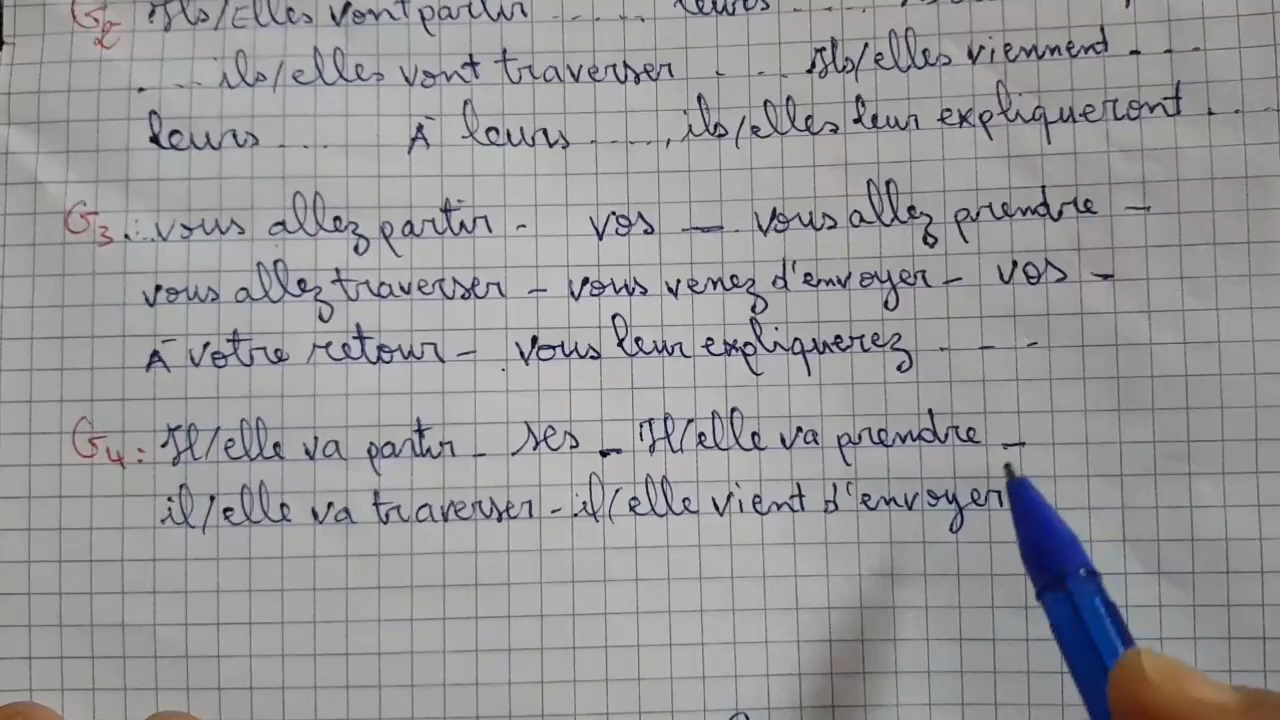 G2 Ils/Elles vont partir ........ leurs .....
.... ils/elles vont traverser . . . Ils/elles viennent - - -
leurs .... À leurs ....., ils/elles leur expliqueront . . .
G3 : vous allez partir - vos - vous allez prendre -
vous allez traverser - vous venez d'envoyer - vos -
À votre retour - vous leur expliquerez . - -
G4 : Il/elle va partir - ses - Il/elle va prendre -
il/elle va traverser - il/elle vient d'envoyer